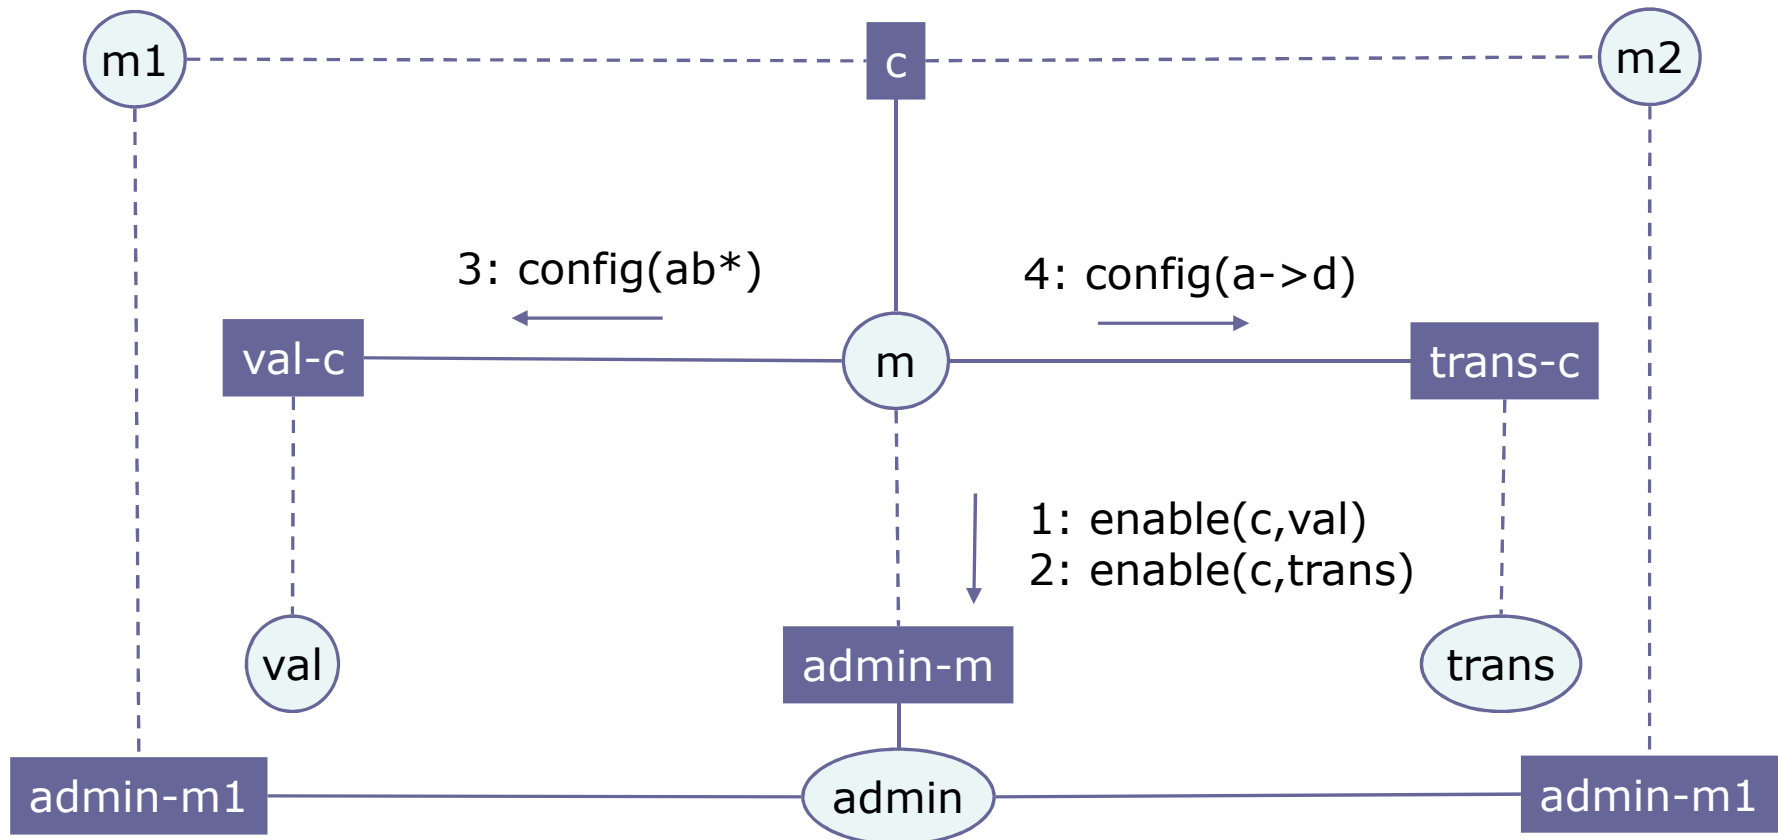 m1
c
m2
3: config(ab*)
4: config(a->d)
val-c
m
trans-c
1: enable(c,val)
2: enable(c,trans)
val
admin-m
trans
admin-m1
admin
admin-m1